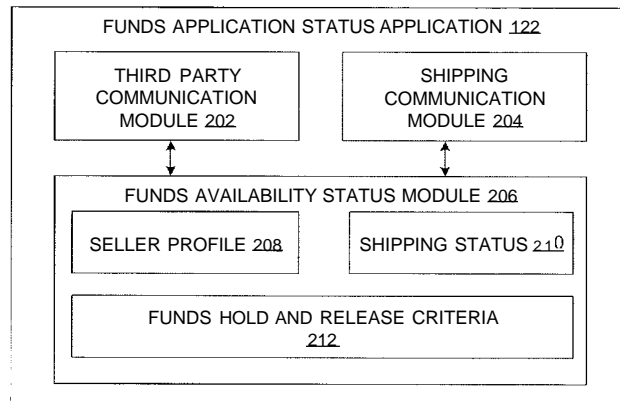 FUNDS APPLICATION STATUS APPLICATION 122
THIRD PARTY
COMMUNICATION
MODULE 202
SHIPPING
COMMUNICATION
MODULE 204
FUNDS AVAILABILITY STATUS MODULE 206
SELLER PROFILE 208
SHIPPING STATUS 210
FUNDS HOLD AND RELEASE CRITERIA
212